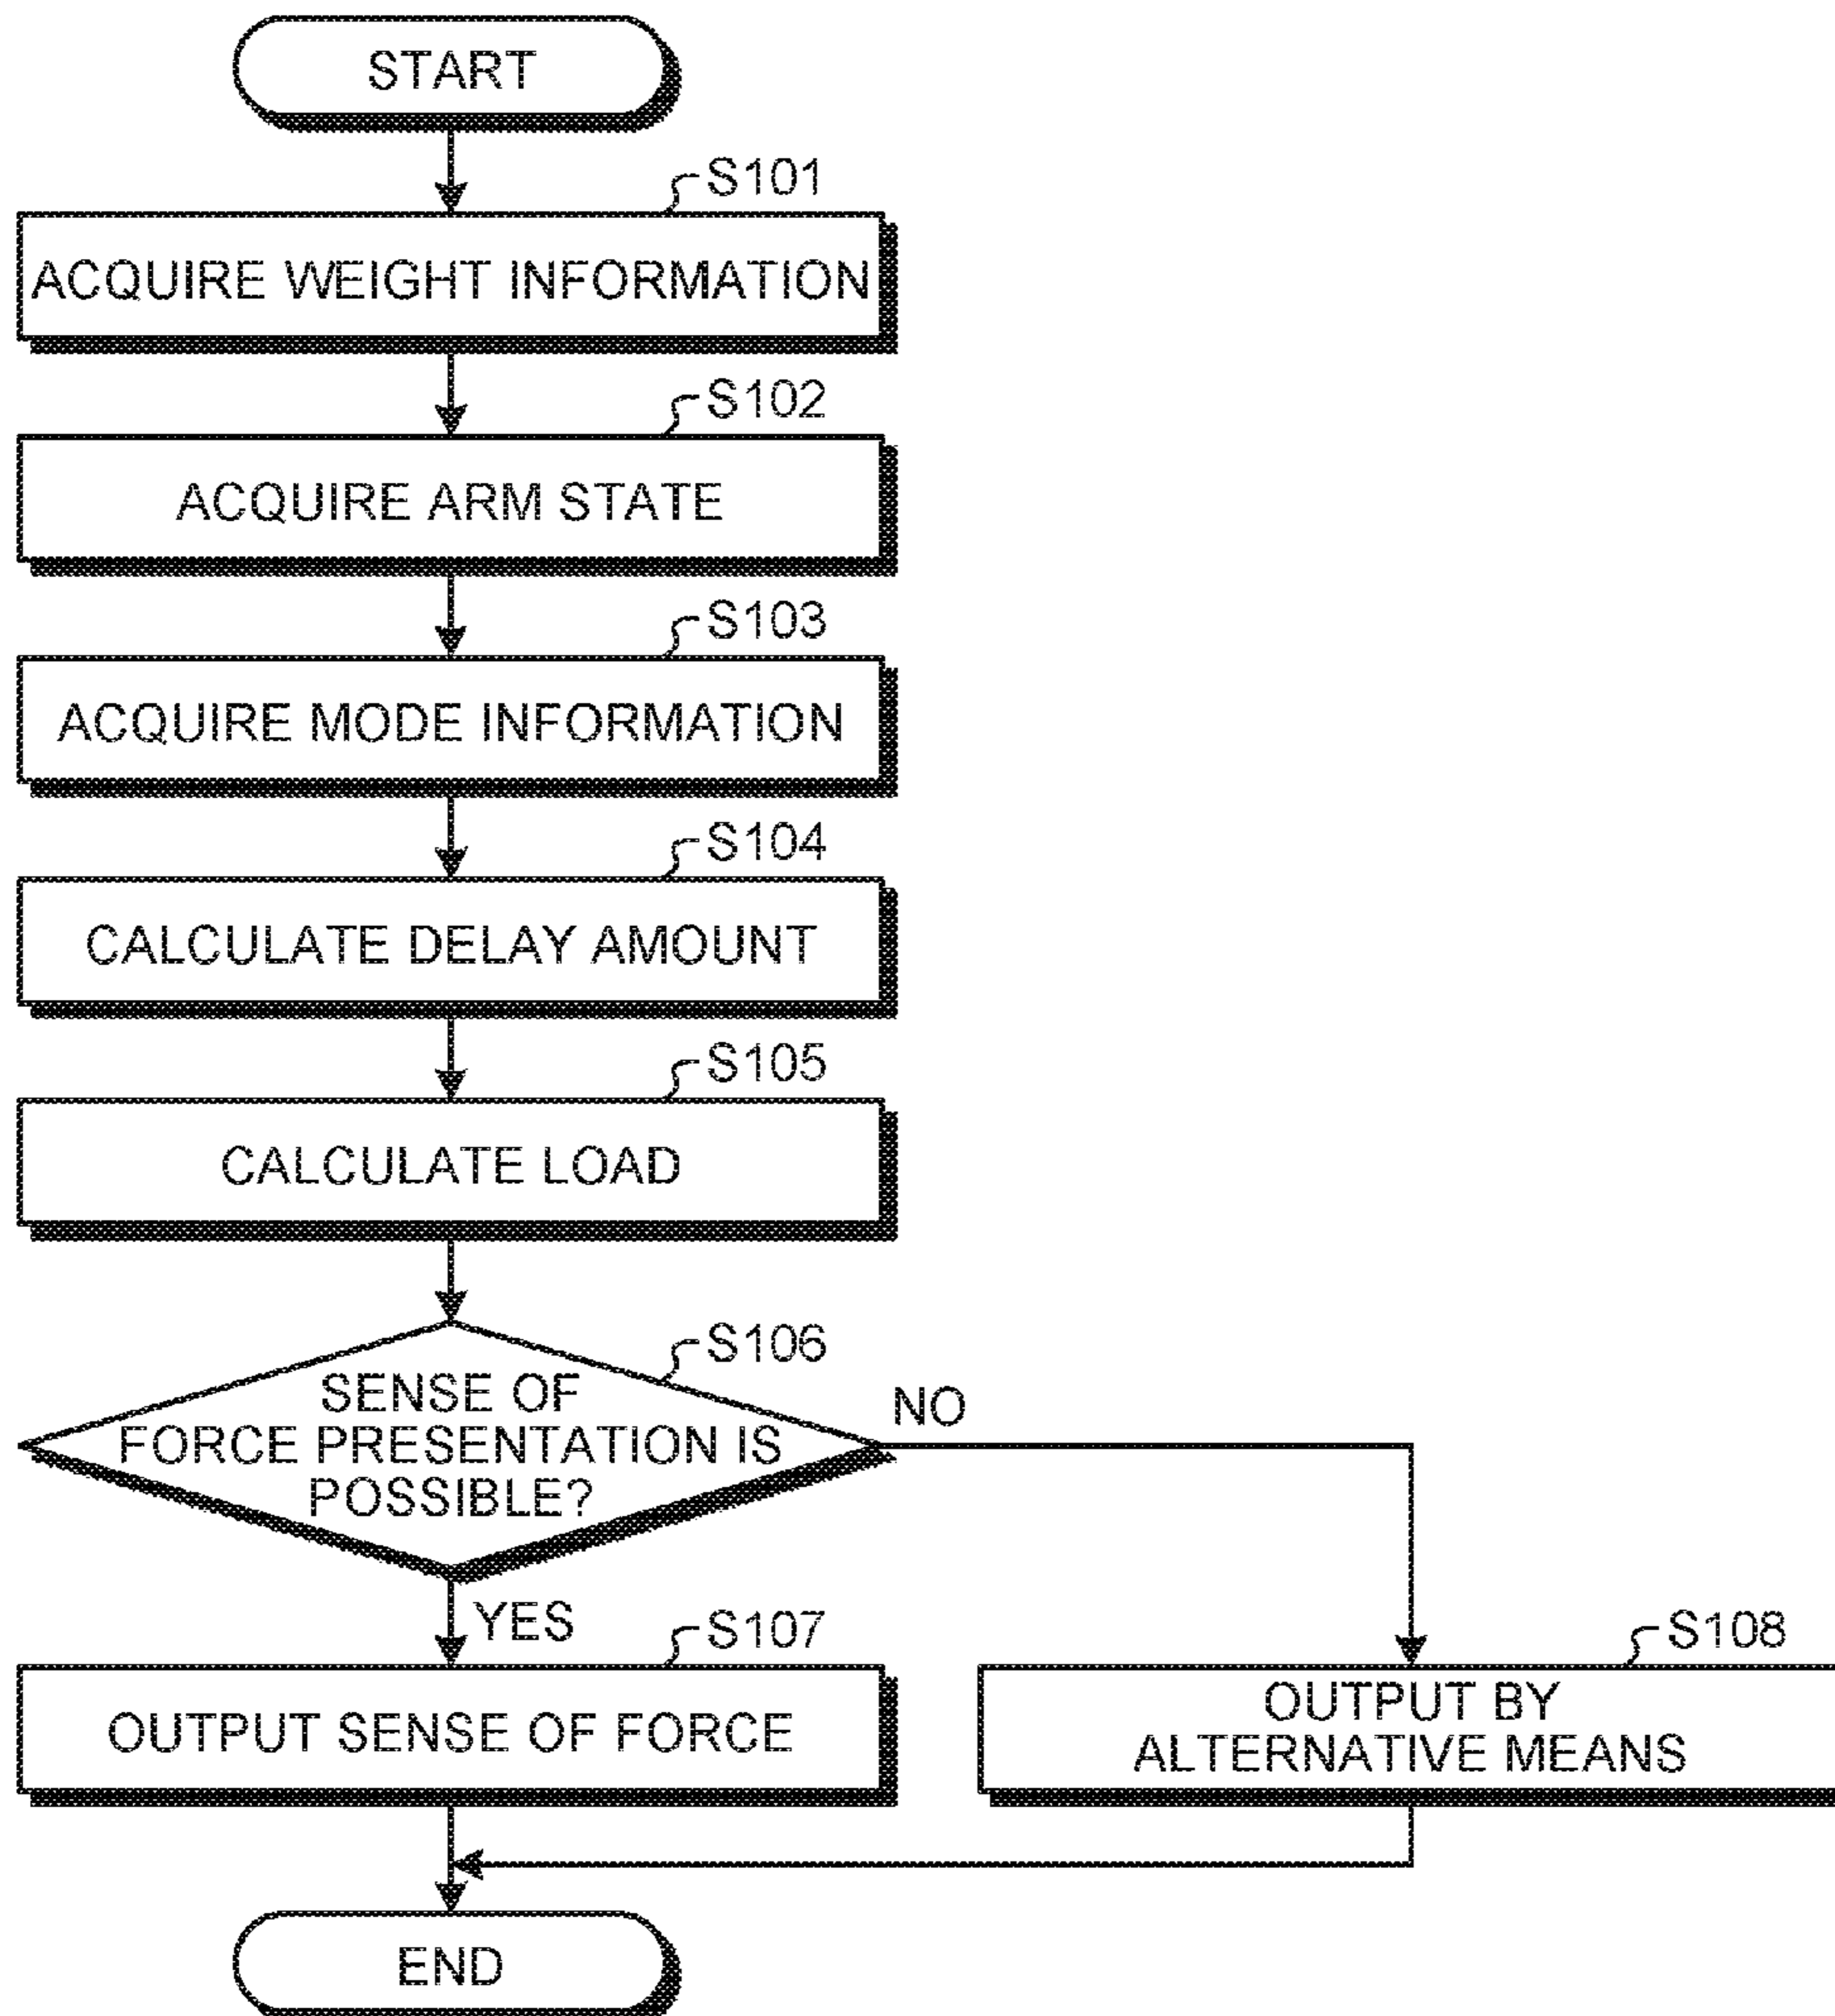 START
S101
ACQUIRE WEIGHT INFORMATION
S102
ACQUIRE ARM STATE
S103
ACQUIRE MODE INFORMATION
S104
CALCULATE DELAY AMOUNT
S105
CALCULATE LOAD
S106
SENSE OF
FORCE PRESENTATION IS
POSSIBLE?
NO
YES
S107
OUTPUT SENSE OF FORCE
S108
OUTPUT BY
ALTERNATIVE MEANS
END